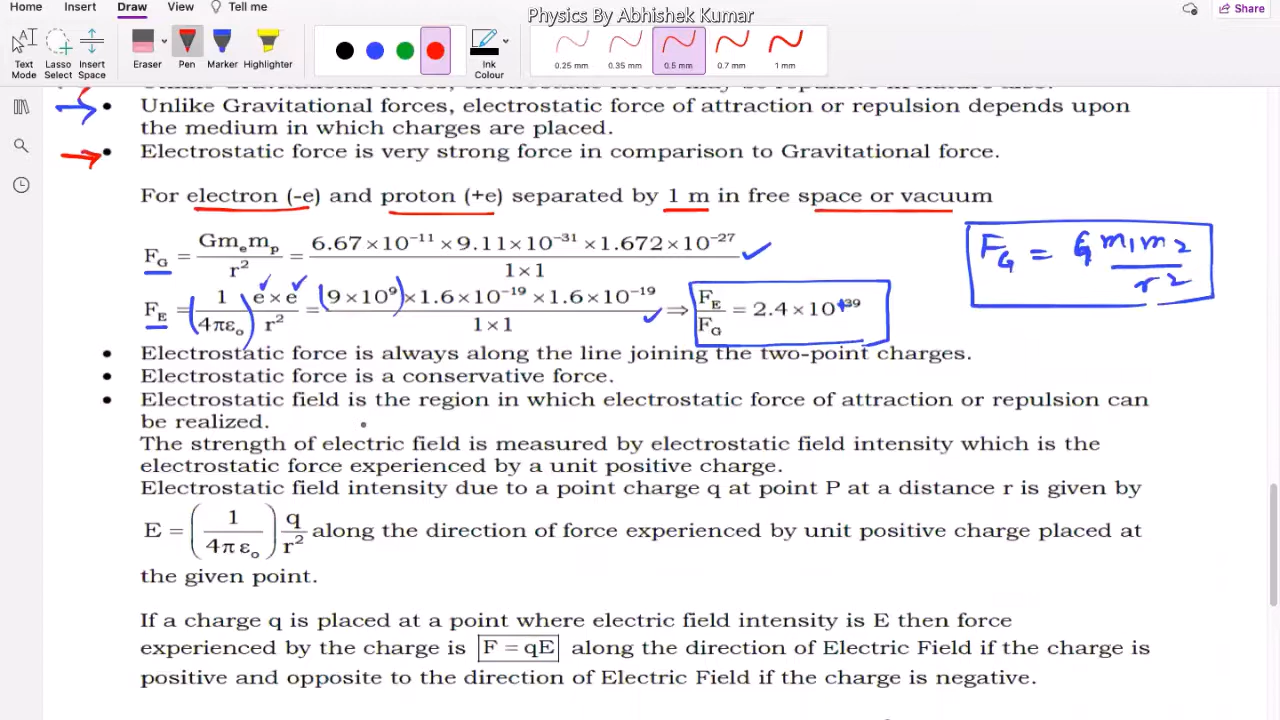 Home Insert Draw View Tell me
Physics By Abhishek Kumar
Share
Text Mode Lasso Select Insert Space Eraser Pen Marker Highlighter Ink Colour 0.25 mm 0.35 mm 0.5 mm 0.7 mm 1 mm
• Unlike Gravitational forces, electrostatic force of attraction or repulsion depends upon
the medium in which charges are placed.
• Electrostatic force is very strong force in comparison to Gravitational force.
For electron (-e) and proton (+e) separated by 1 m in free space or vacuum
F_G = Gm_e m_p / r² = 6.67×10⁻¹¹ × 9.11×10⁻³¹ × 1.672×10⁻²⁷ / 1×1
F_G = G m₁m₂ / r²
F_E = (1 / 4πε₀) e×e / r² = (9×10⁹) × 1.6×10⁻¹⁹ × 1.6×10⁻¹⁹ / 1×1 ⇒ F_E / F_G = 2.4×10⁺³⁹
• Electrostatic force is always along the line joining the two-point charges.
• Electrostatic force is a conservative force.
• Electrostatic field is the region in which electrostatic force of attraction or repulsion can
be realized.
The strength of electric field is measured by electrostatic field intensity which is the
electrostatic force experienced by a unit positive charge.
Electrostatic field intensity due to a point charge q at point P at a distance r is given by
E = (1 / 4πε₀) q / r² along the direction of force experienced by unit positive charge placed at
the given point.
If a charge q is placed at a point where electric field intensity is E then force
experienced by the charge is F = qE along the direction of Electric Field if the charge is
positive and opposite to the direction of Electric Field if the charge is negative.